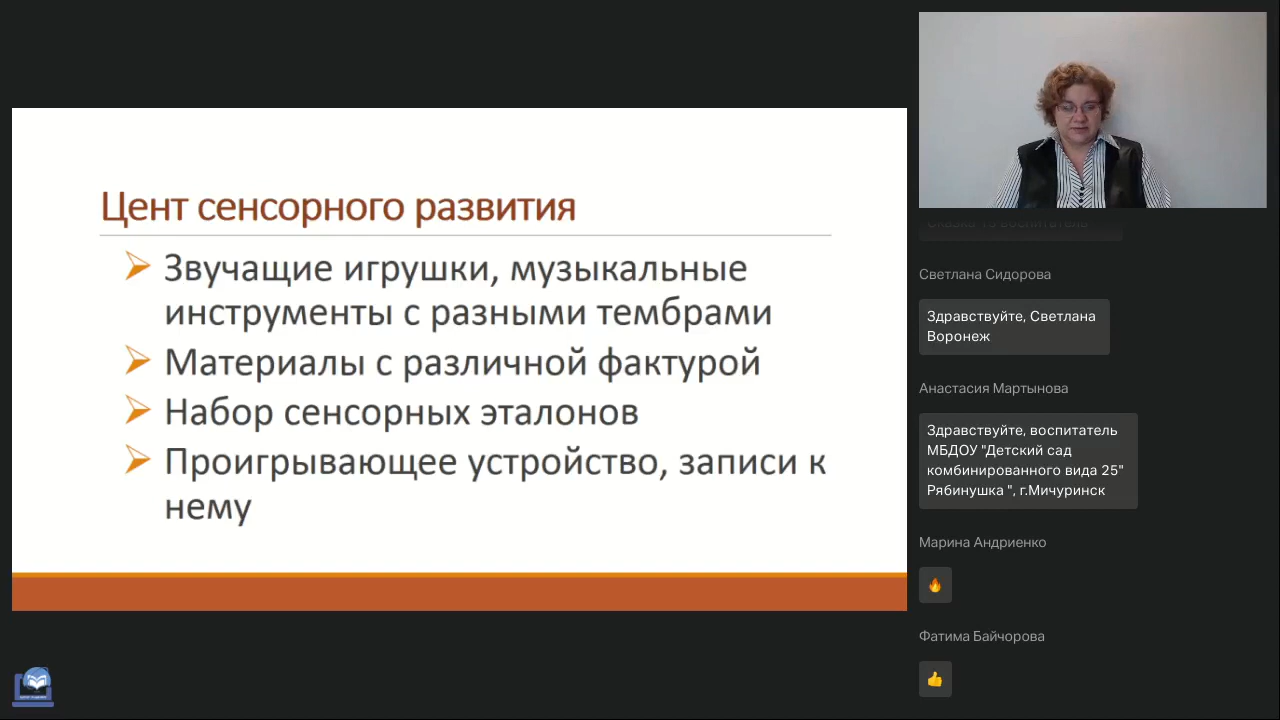 Цент сенсорного развития
Звучащие игрушки, музыкальные
инструменты с разными тембрами
Материалы с различной фактурой
Набор сенсорных эталонов
Проигрывающее устройство, записи к
нему
Светлана Сидорова
Здравствуйте, Светлана
Воронеж
Анастасия Мартынова
Здравствуйте, воспитатель
МБДОУ "Детский сад
комбинированного вида 25"
Рябинушка ", г.Мичуринск
Марина Андриенко
Фатима Байчорова